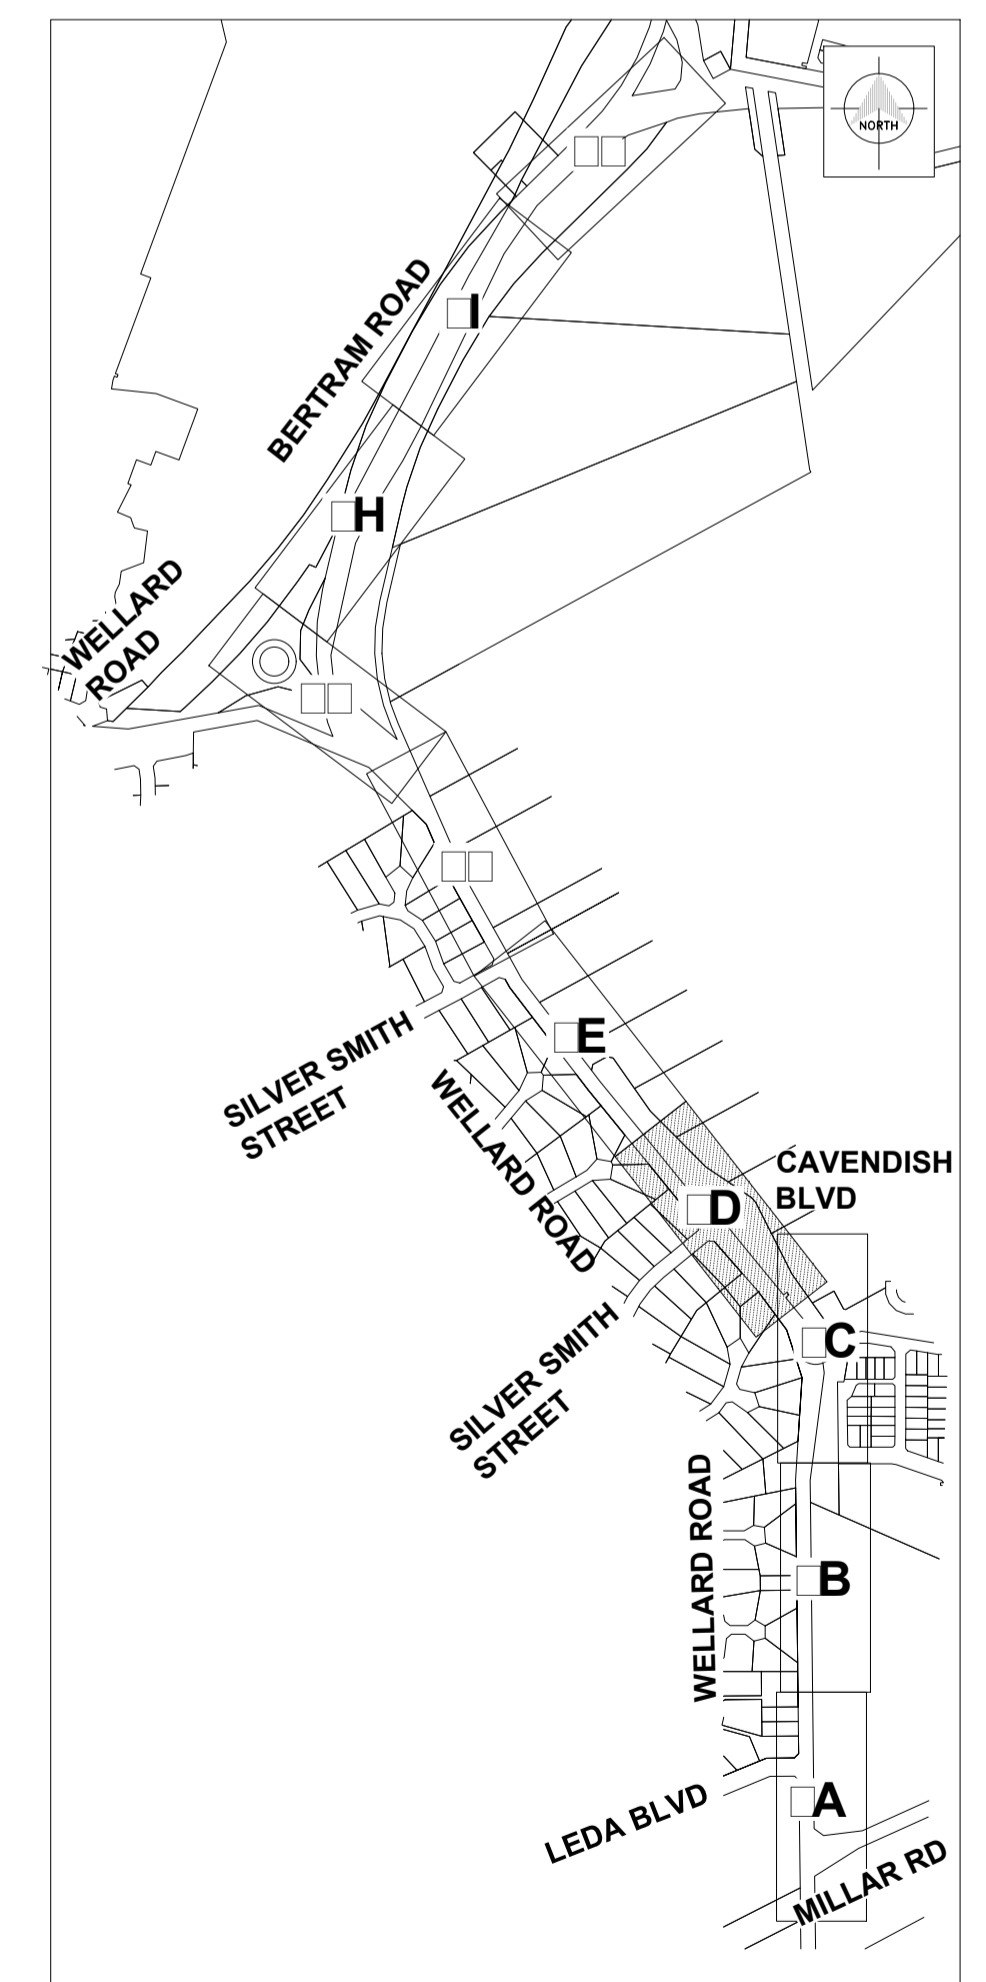 NORTH
I
BERTRAM ROAD
H
WELLARD
ROAD
E
SILVER SMITH
STREET
WELLARD ROAD
CAVENDISH
BLVD
D
C
SILVER SMITH
STREET
WELLARD ROAD
B
A
LEDA BLVD
MILLAR RD